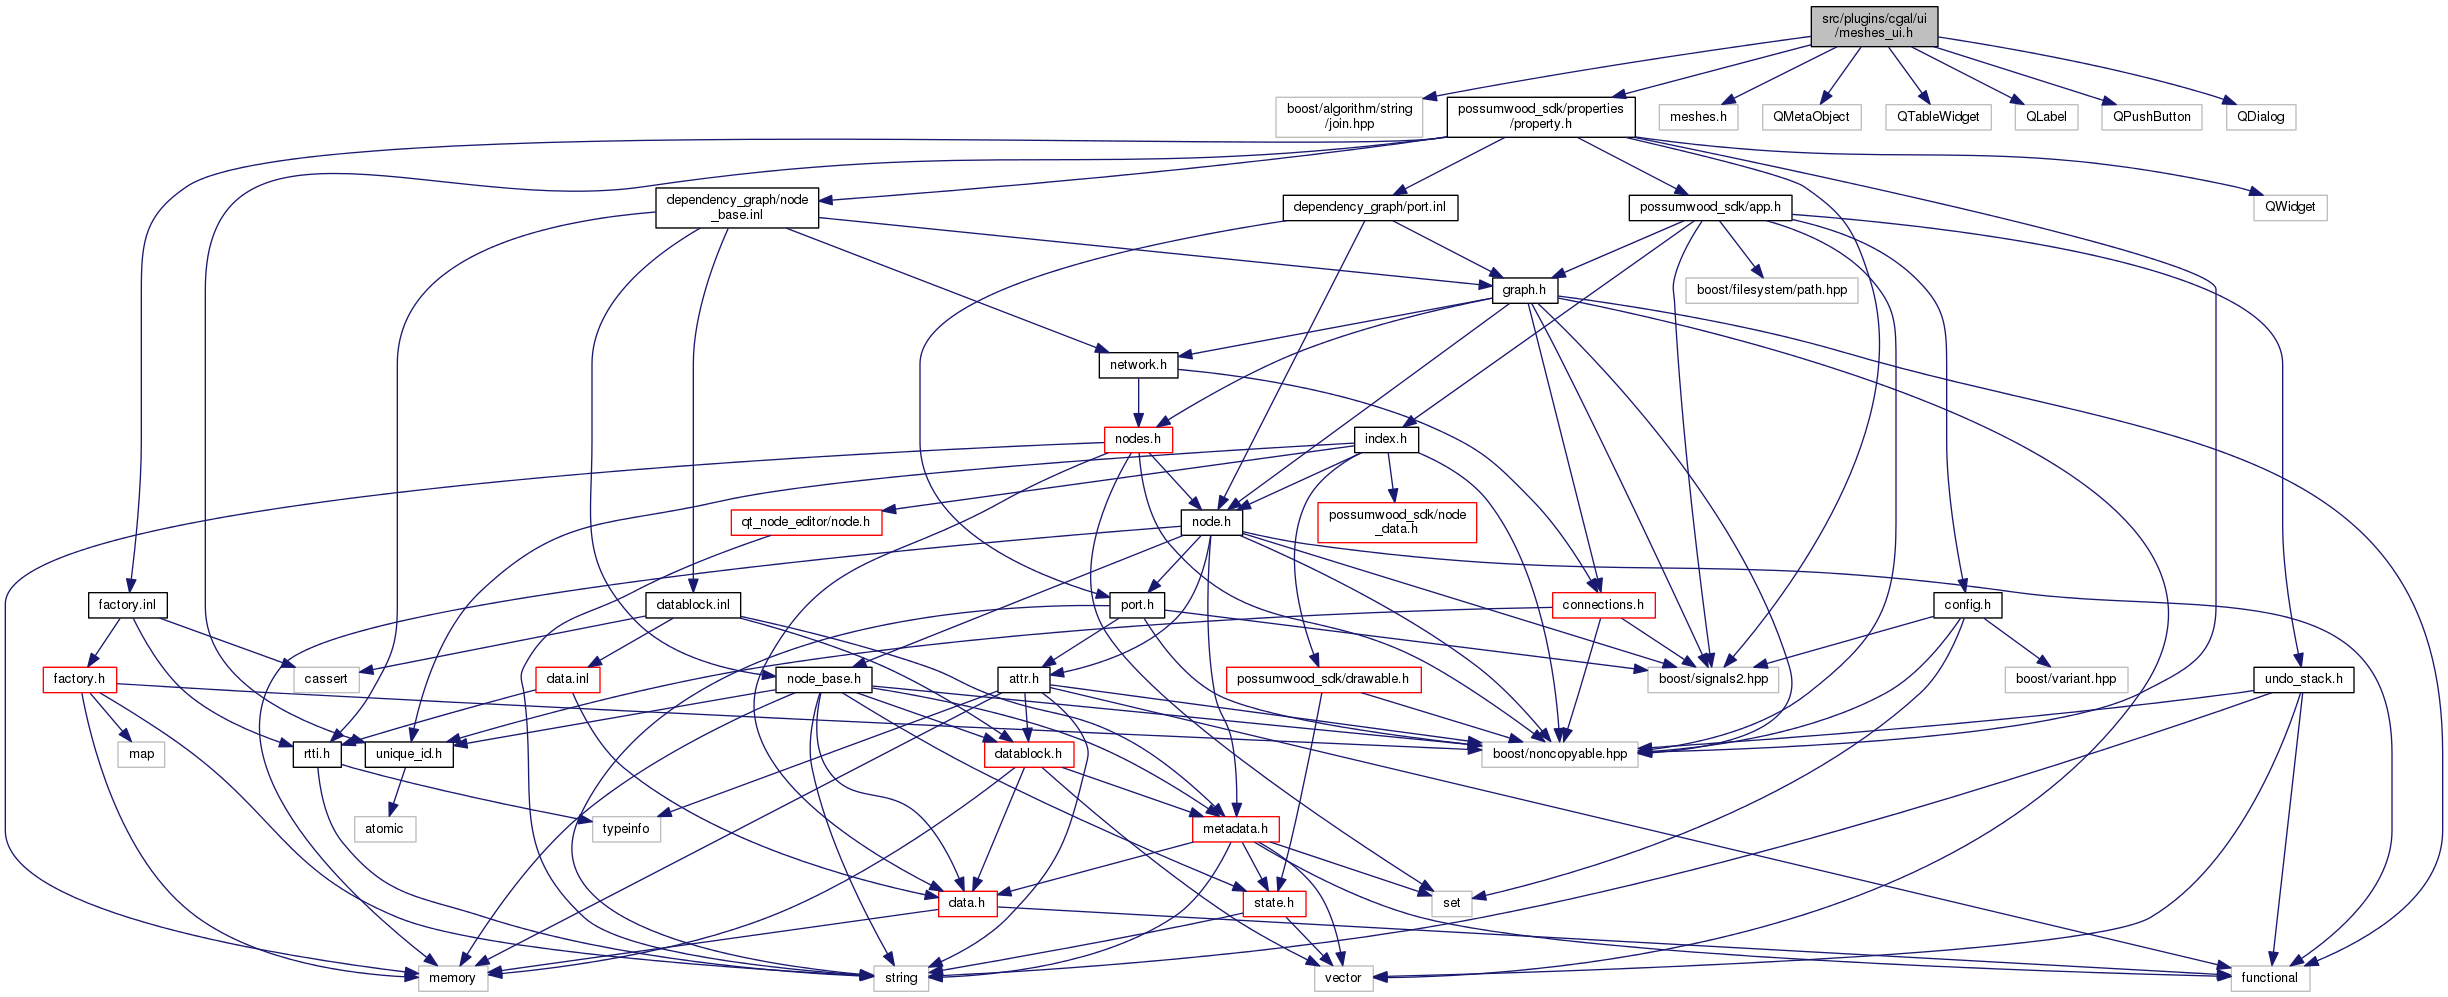 src/plugins/cgal/ui
/meshes_ui.h
boost/algorithm/string
/join.hpp
possumwood_sdk/properties
/property.h
meshes.h
QMetaObject
QTableWidget
QLabel
QPushButton
QDialog
dependency_graph/node
_base.inl
dependency_graph/port.inl
possumwood_sdk/app.h
QWidget
graph.h
boost/filesystem/path.hpp
network.h
nodes.h
index.h
qt_node_editor/node.h
node.h
possumwood_sdk/node
_data.h
factory.inl
datablock.inl
port.h
connections.h
config.h
factory.h
cassert
data.inl
node_base.h
attr.h
possumwood_sdk/drawable.h
boost/signals2.hpp
boost/variant.hpp
undo_stack.h
map
rtti.h
unique_id.h
datablock.h
boost/noncopyable.hpp
atomic
typeinfo
metadata.h
data.h
state.h
set
memory
string
vector
functional